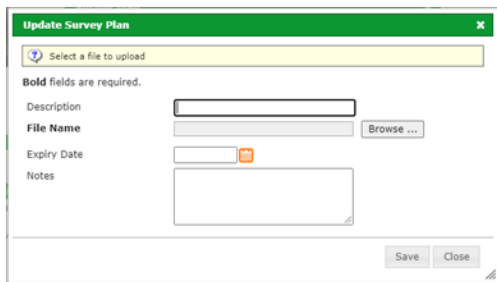 Update Survey Plan
Select a file to upload
Bold fields are required.
Description
File Name
Browse ...
Expiry Date
Notes
Save Close